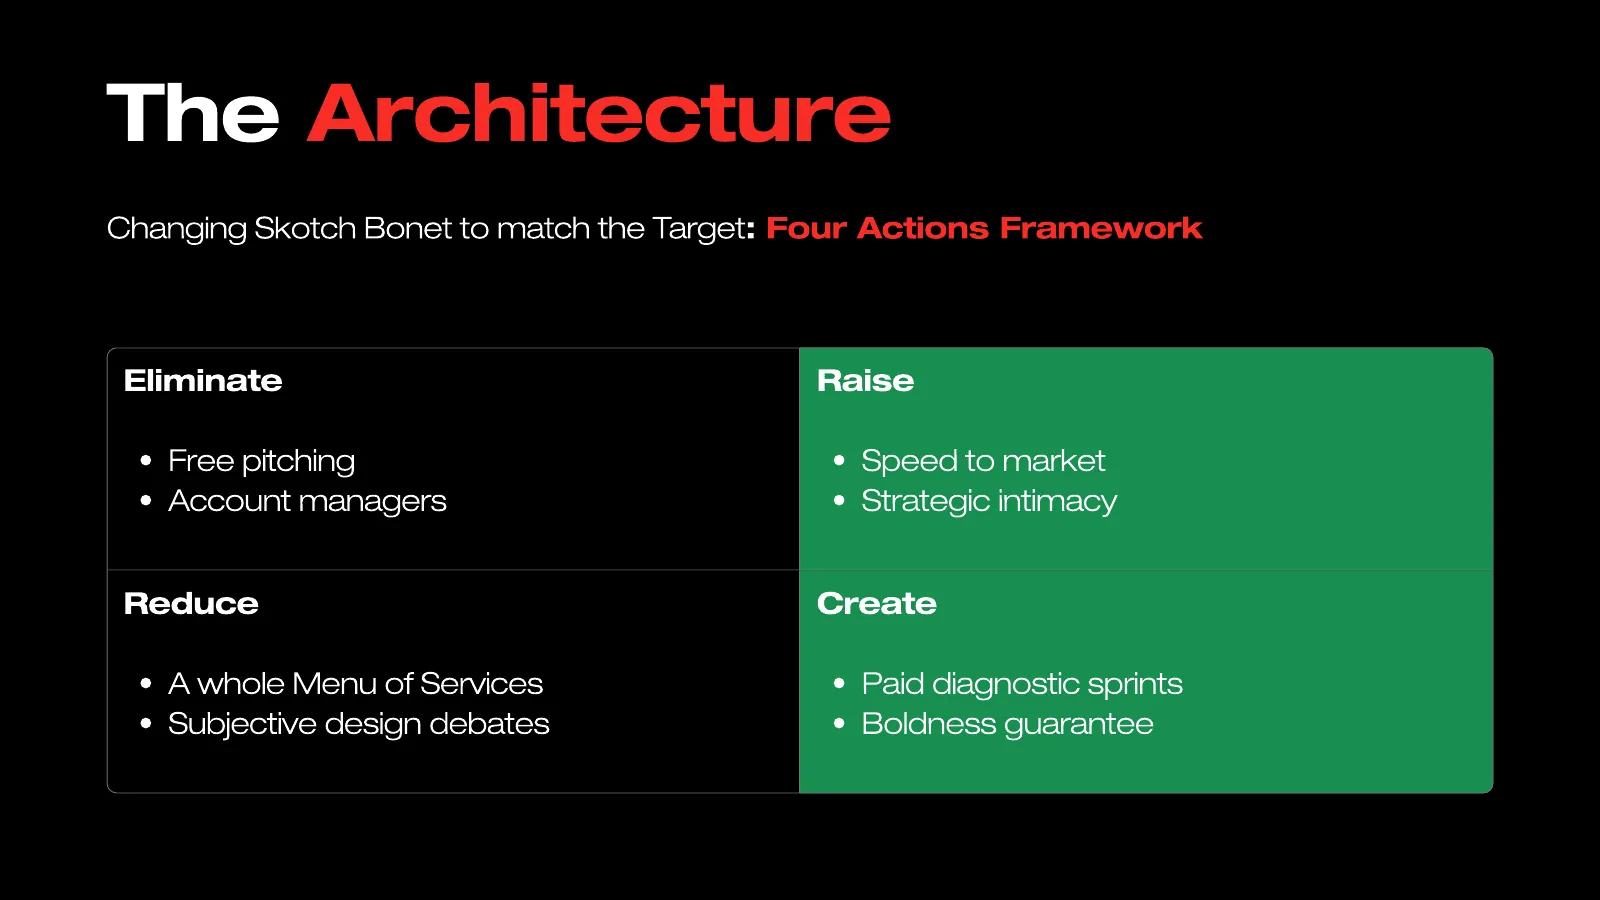 The Architecture
Changing Skotch Bonet to match the Target: Four Actions Framework
Eliminate
• Free pitching
• Account managers
Raise
• Speed to market
• Strategic intimacy
Reduce
• A whole Menu of Services
• Subjective design debates
Create
• Paid diagnostic sprints
• Boldness guarantee